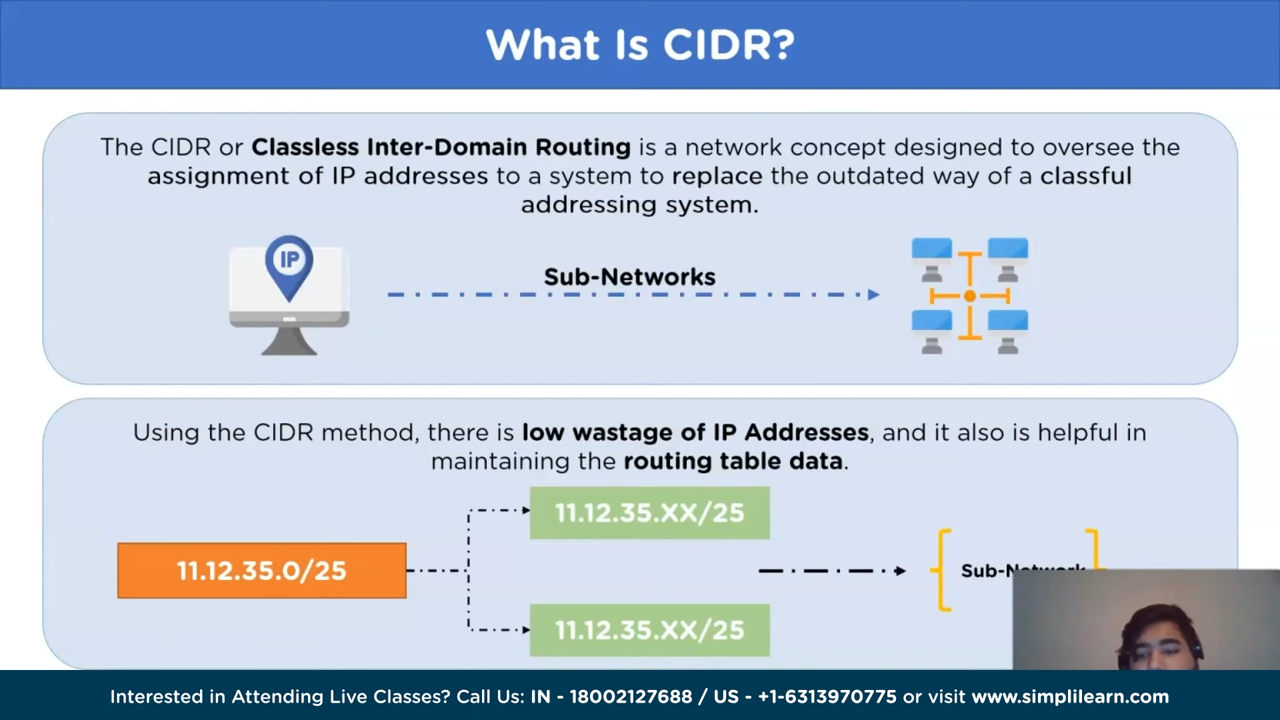 What Is CIDR?
The CIDR or Classless Inter-Domain Routing is a network concept designed to oversee the
assignment of IP addresses to a system to replace the outdated way of a classful
addressing system.
IP
Sub-Networks
Using the CIDR method, there is low wastage of IP Addresses, and it also is helpful in
maintaining the routing table data.
11.12.35.XX/25
11.12.35.0/25
Sub-Network
11.12.35.XX/25
Interested in Attending Live Classes? Call Us: IN - 18002127688 / US - +1-6313970775 or visit www.simplilearn.com